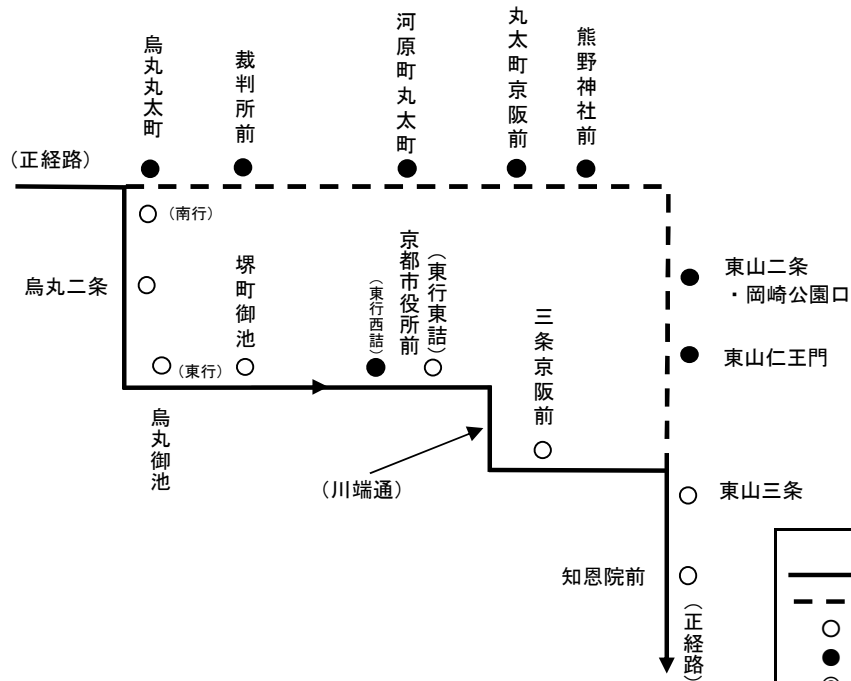 烏丸丸太町
裁判所前
河原町丸太町
丸太町京阪前
熊野神社前
(正経路)
(南行)
烏丸二条
堺町御池
(東行西詰)
京都市役所前
(東行東詰)
三条京阪前
東山二条
・岡崎公園口
東山仁王門
(東行)
烏丸御池
(川端通)
東山三条
知恩院前
(正経路)